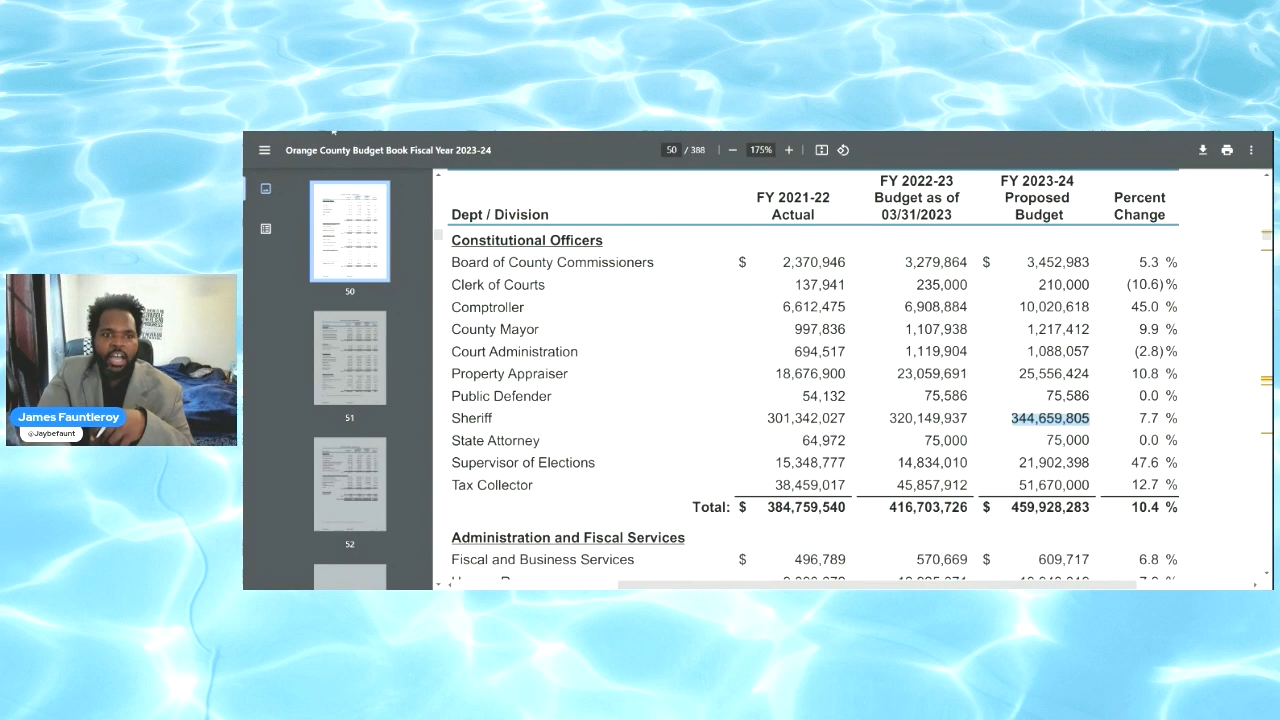 Orange County Budget Book Fiscal Year 2023-24
50 / 388
175%
FY 2021-22 Actual
FY 2022-23 Budget as of 03/31/2023
FY 2023-24 Proposed Budget
Percent Change
Dept / Division
Constitutional Officers
Board of County Commissioners $ 2,370,946 3,279,864 $ 3,452,983 5.3 %
Clerk of Courts 137,941 235,000 210,000 (10.6) %
Comptroller 6,612,475 6,908,884 10,020,618 45.0 %
County Mayor 997,836 1,107,938 1,217,412 9.9 %
Court Administration 694,517 1,119,904 1,088,057 (2.8) %
Property Appraiser 18,676,900 23,059,691 25,556,424 10.8 %
Public Defender 54,132 75,586 75,586 0.0 %
Sheriff 301,342,027 320,149,937 344,659,805 7.7 %
State Attorney 64,972 75,000 75,000 0.0 %
Supervisor of Elections 15,348,777 14,834,010 21,902,398 47.6 %
Tax Collector 38,459,017 45,857,912 51,670,000 12.7 %
Total: $ 384,759,540 416,703,726 $ 459,928,283 10.4 %
Administration and Fiscal Services
Fiscal and Business Services $ 496,789 570,669 $ 609,717 6.8 %
50
51
52
James Fauntleroy
@Jaybefaunt